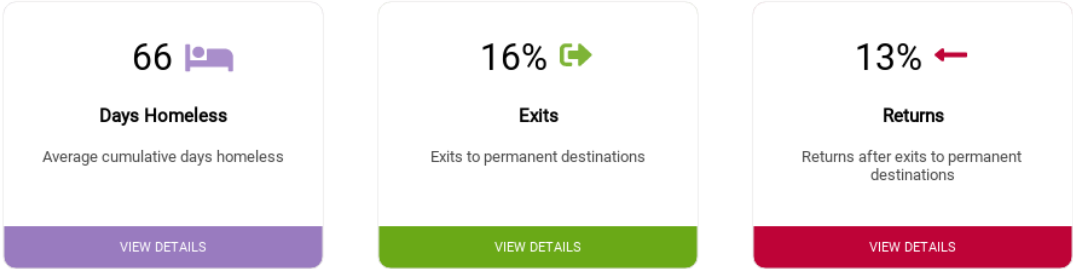 66
Days Homeless
Average cumulative days homeless
VIEW DETAILS
16%
Exits
Exits to permanent destinations
VIEW DETAILS
13%
Returns
Returns after exits to permanent
destinations
VIEW DETAILS